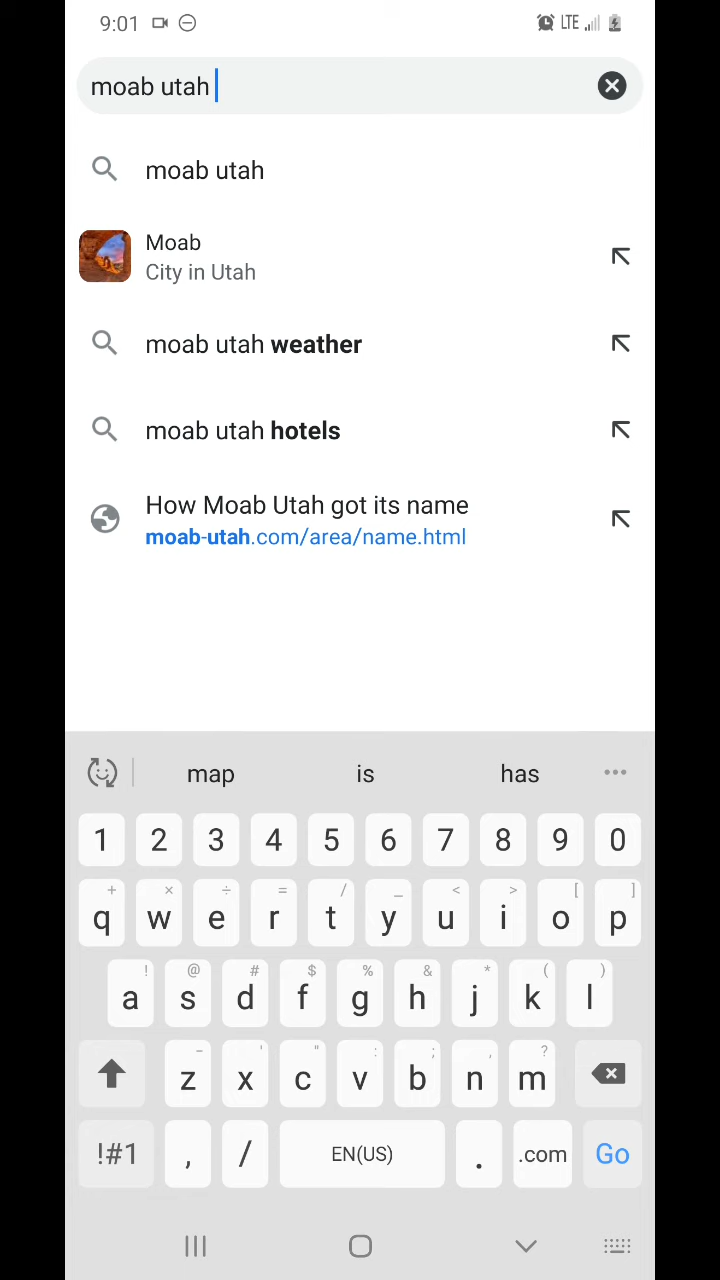 9:01 LTE
moab utah
moab utah
Moab
City in Utah
moab utah weather
moab utah hotels
How Moab Utah got its name
moab-utah.com/area/name.html
map is has
1 2 3 4 5 6 7 8 9 0
+ × ÷ = / _ < > [ ]
q w e r t y u i o p
! @ # $ % & * ( )
a s d f g h j k l
- ' " : ; , ?
z x c v b n m
!#1 , / EN(US) . .com Go